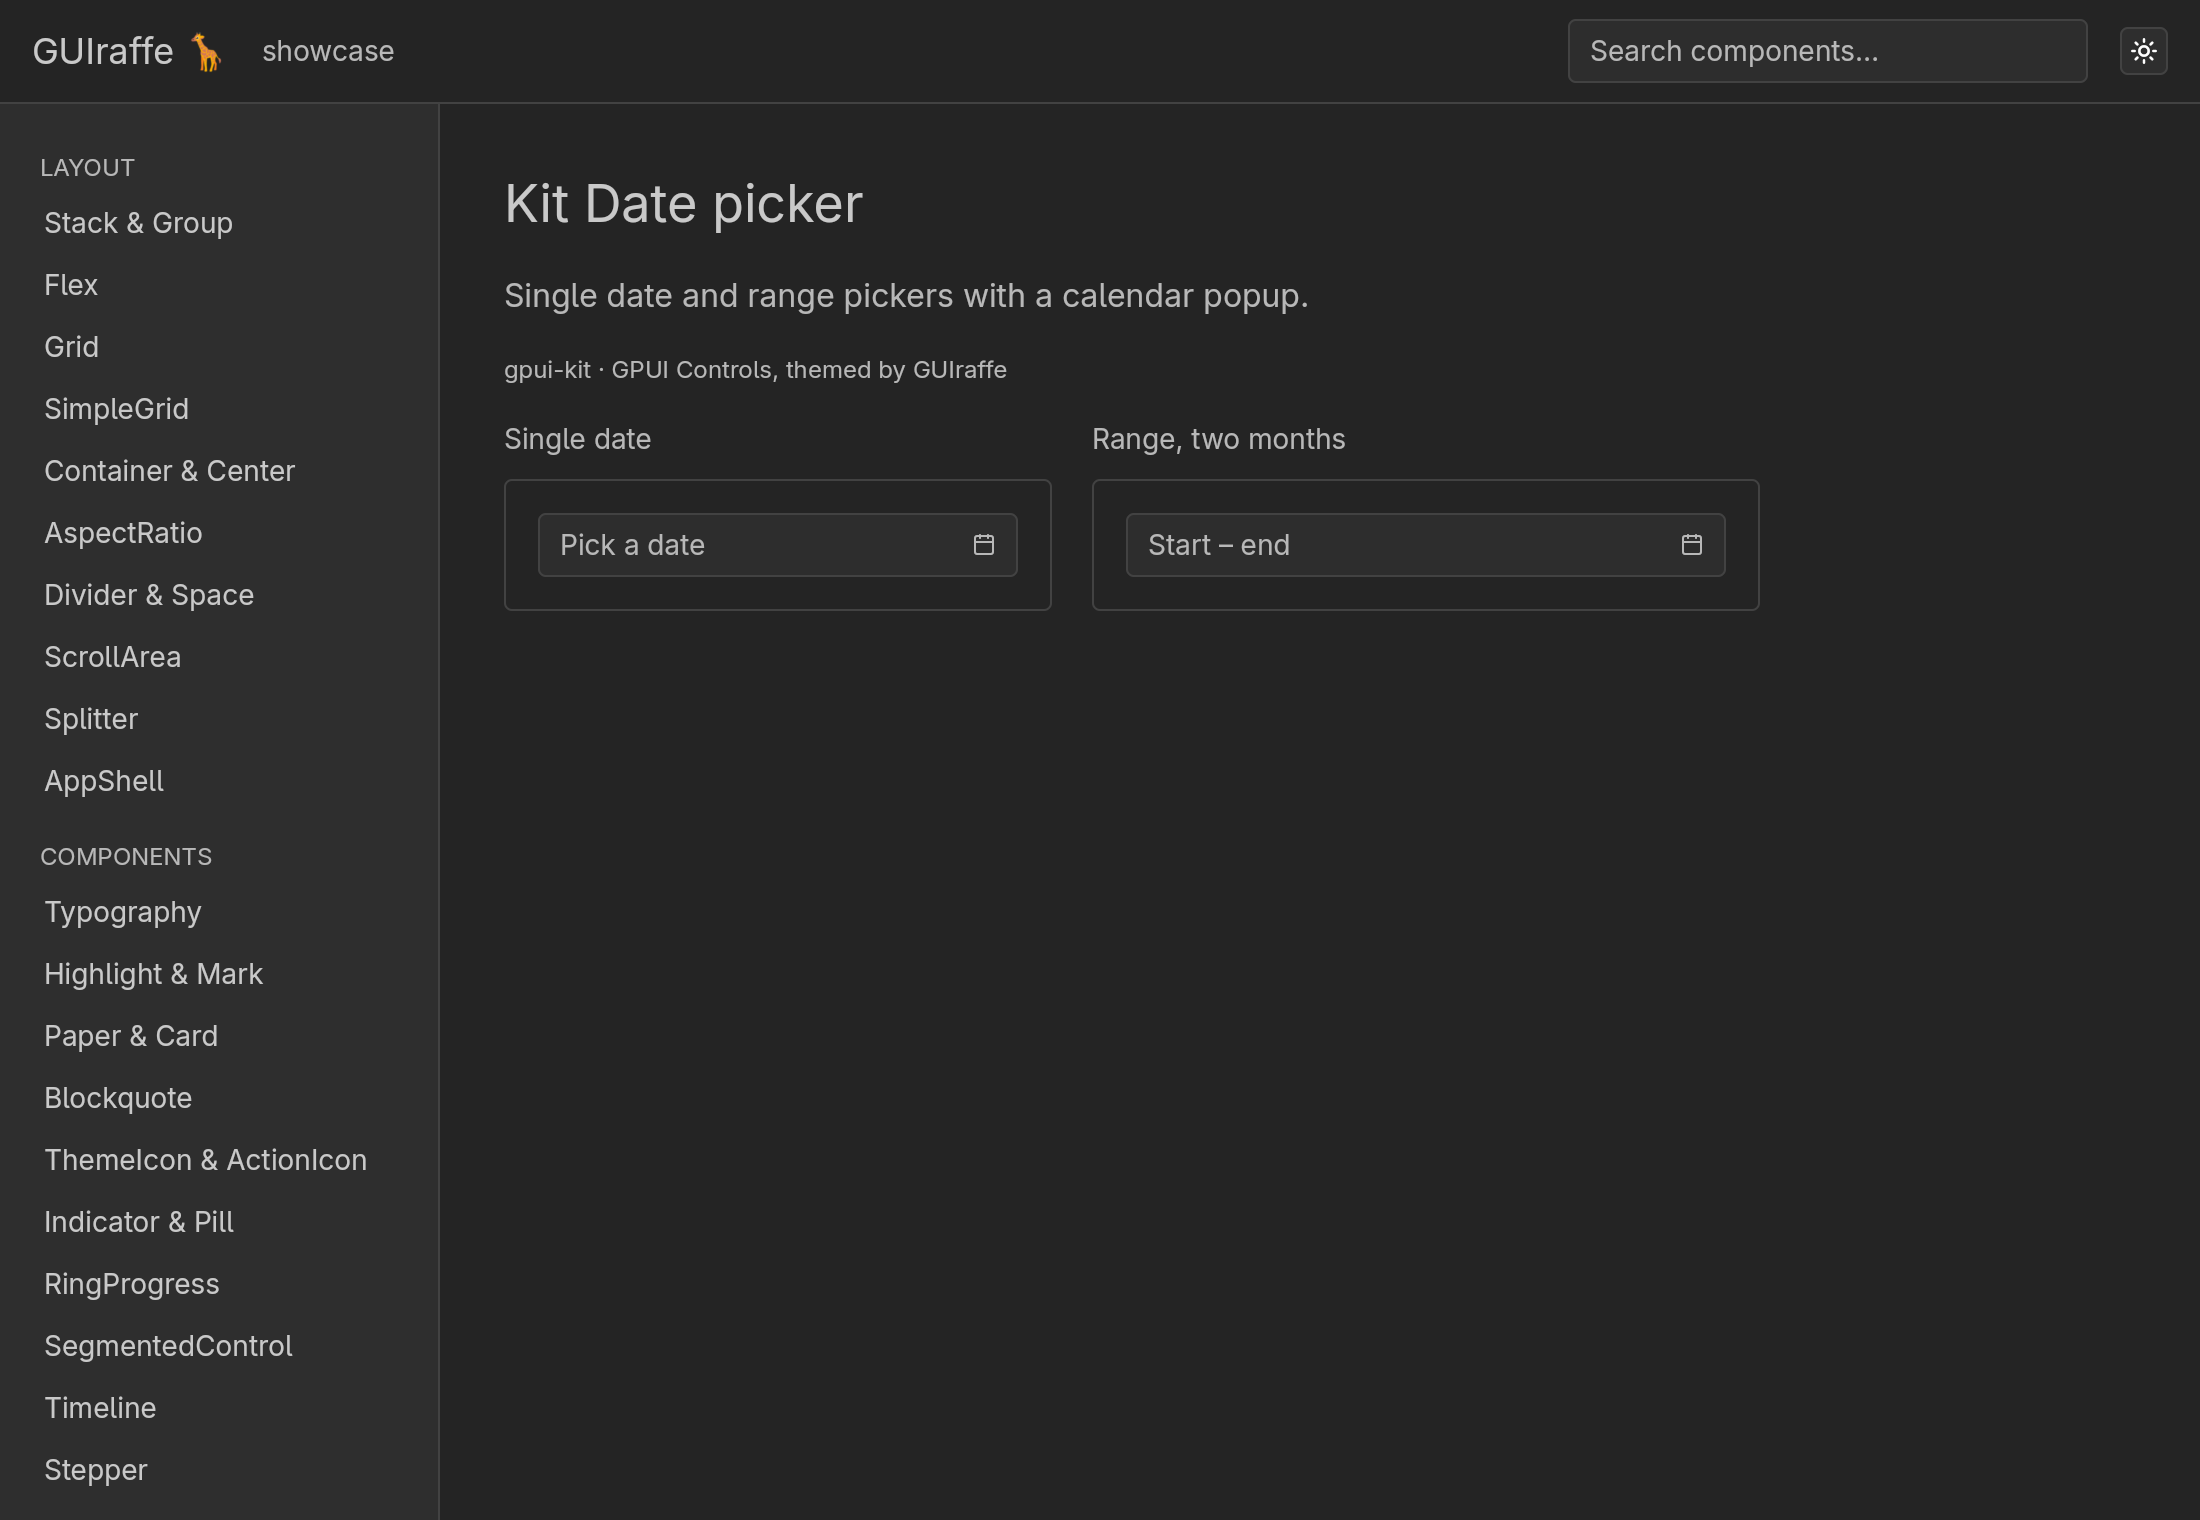 GUIraffe 🦒 showcase
Search components...
LAYOUT
Stack & Group
Flex
Grid
SimpleGrid
Container & Center
AspectRatio
Divider & Space
ScrollArea
Splitter
AppShell
COMPONENTS
Typography
Highlight & Mark
Paper & Card
Blockquote
ThemeIcon & ActionIcon
Indicator & Pill
RingProgress
SegmentedControl
Timeline
Stepper
Kit Date picker
Single date and range pickers with a calendar popup.
gpui-kit · GPUI Controls, themed by GUIraffe
Single date
Pick a date
Range, two months
Start – end